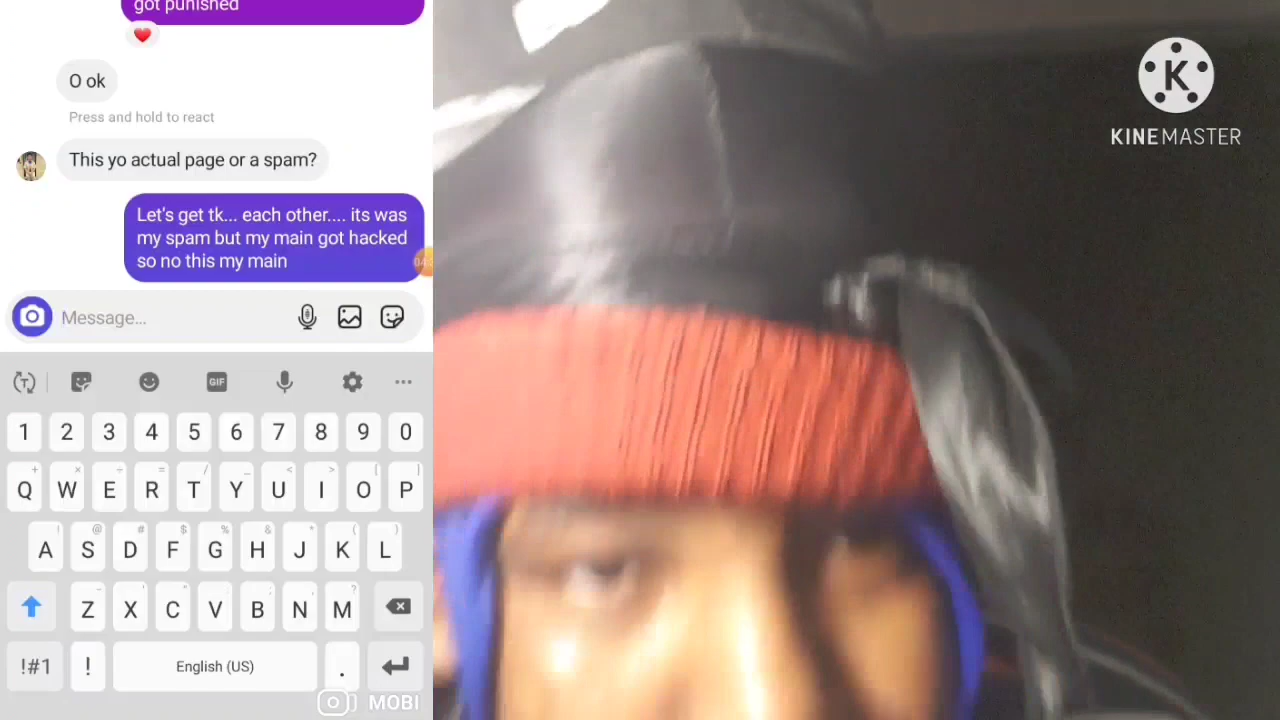 got punished
O ok
Press and hold to react
This yo actual page or a spam?
Let's get tk... each other.... its was
my spam but my main got hacked
so no this my main
Message...
GIF
1 2 3 4 5 6 7 8 9 0
Q W E R T Y U I O P
A S D F G H J K L
Z X C V B N M
!#1 ! English (US) .
MOBI
K
KINEMASTER